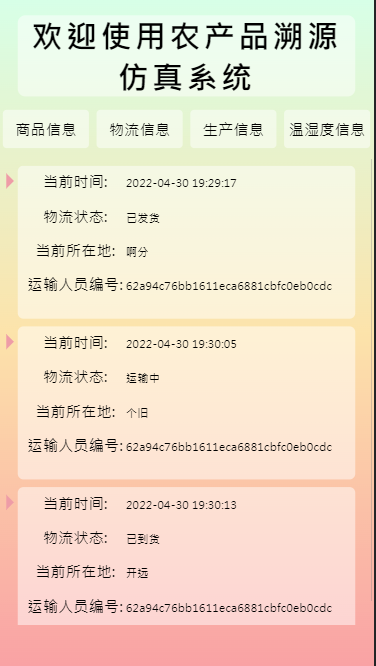 欢迎使用农产品溯源
仿真系统
商品信息 物流信息 生产信息 温湿度信息
当前时间: 2022-04-30 19:29:17
物流状态: 已发货
当前所在地: 啊分
运输人员编号: 62a94c76bb1611eca6881cbfc0eb0cdc
当前时间: 2022-04-30 19:30:05
物流状态: 运输中
当前所在地: 个旧
运输人员编号: 62a94c76bb1611eca6881cbfc0eb0cdc
当前时间: 2022-04-30 19:30:13
物流状态: 已到货
当前所在地: 开远
运输人员编号: 62a94c76bb1611eca6881cbfc0eb0cdc